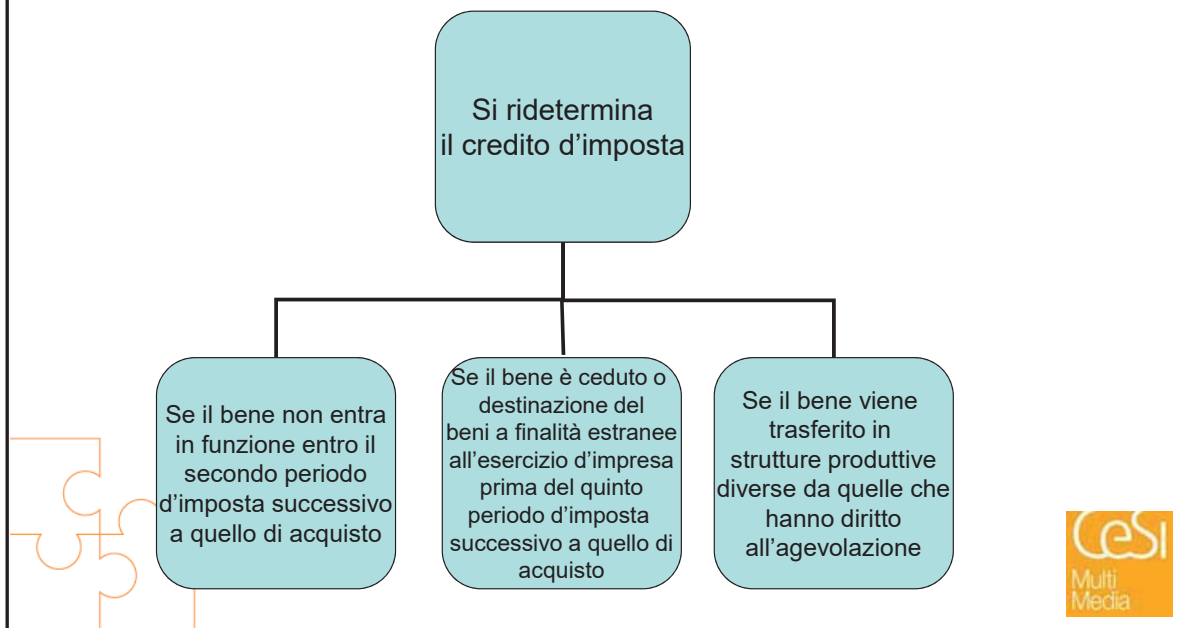 Si ridetermina
il credito d'imposta
Se il bene non entra
in funzione entro il
secondo periodo
d'imposta successivo
a quello di acquisto
Se il bene è ceduto o
destinazione del
beni a finalità estranee
all'esercizio d'impresa
prima del quinto
periodo d'imposta
successivo a quello di
acquisto
Se il bene viene
trasferito in
strutture produttive
diverse da quelle che
hanno diritto
all'agevolazione
CeSi
Multi
Media